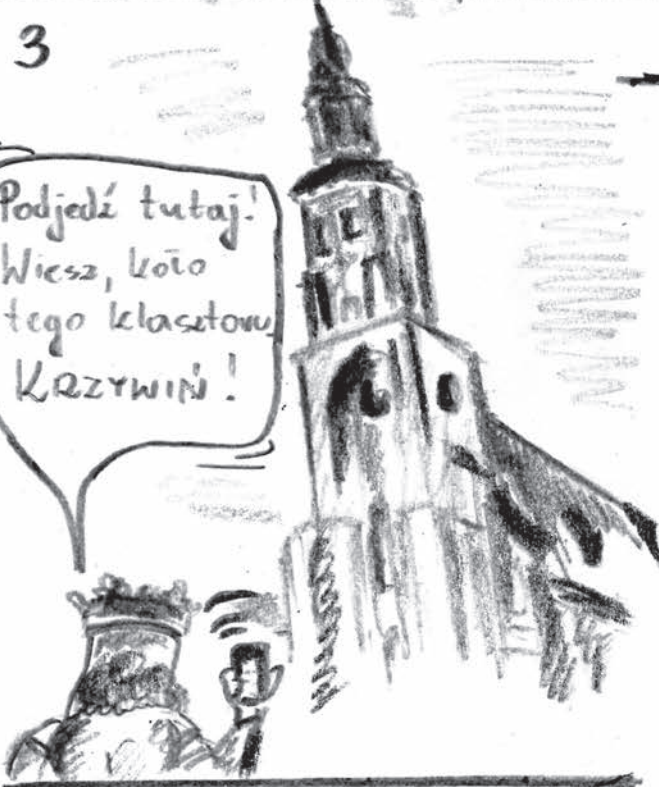 3
Podjedź tutaj!
Wiesz, koło
tego klasztoru,
KRZYWIŃ!